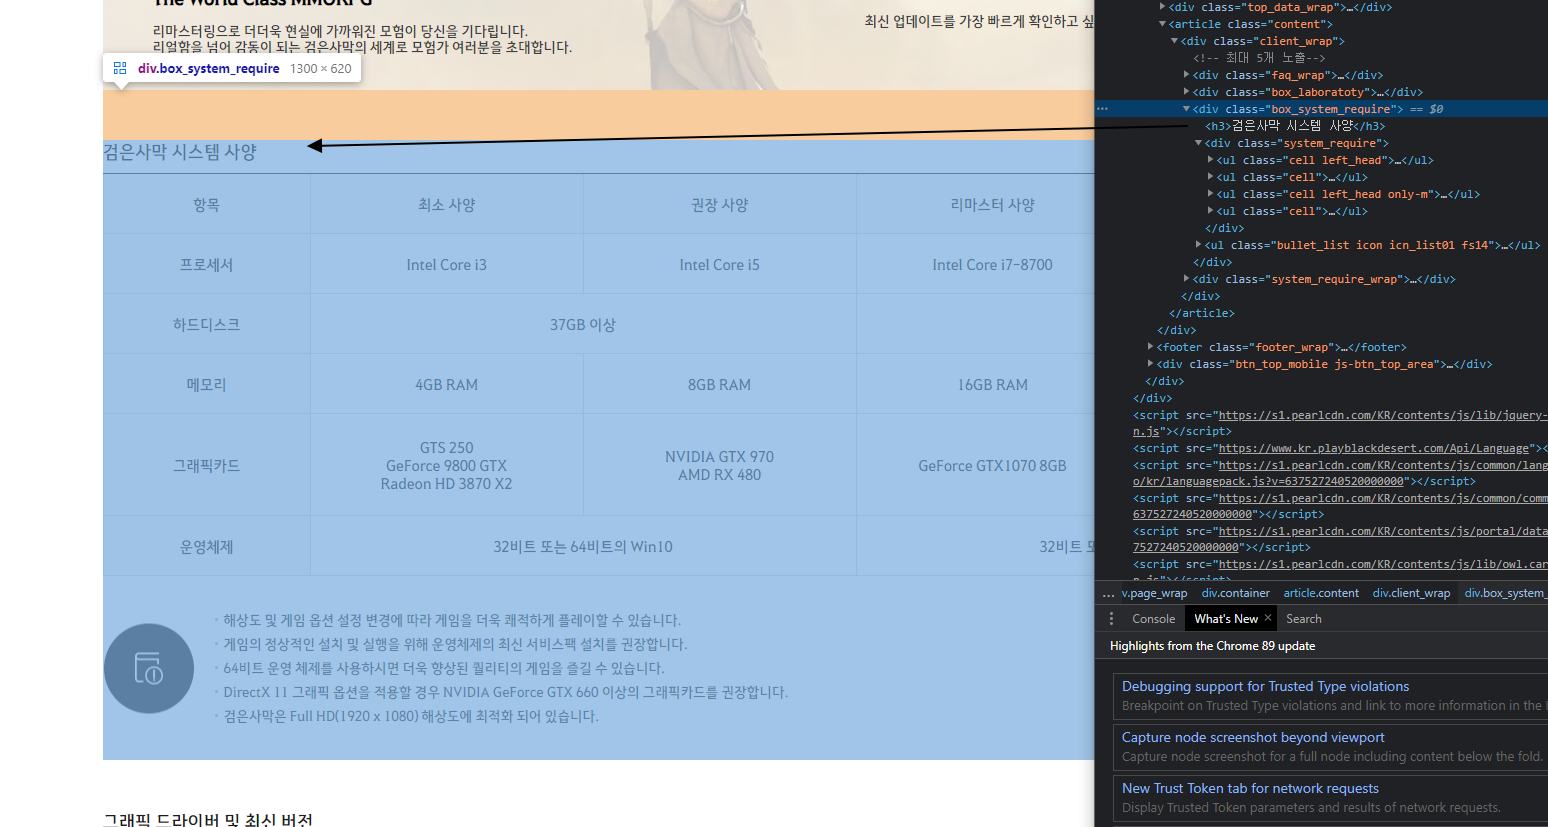 The World Class MMORPG
리마스터링으로 더더욱 현실에 가까워진 모험이 당신을 기다립니다.
리얼함을 넘어 감동이 되는 검은사막의 세계로 모험가 여러분을 초대합니다.
최신 업데이트를 가장 빠르게 확인하고 싶
div.box_system_require 1300 × 620
검은사막 시스템 사양
항목 최소 사양 권장 사양 리마스터 사양
프로세서 Intel Core i3 Intel Core i5 Intel Core i7-8700
하드디스크 37GB 이상
메모리 4GB RAM 8GB RAM 16GB RAM
그래픽카드
GTS 250
GeForce 9800 GTX
Radeon HD 3870 X2
NVIDIA GTX 970
AMD RX 480
GeForce GTX1070 8GB
운영체제 32비트 또는 64비트의 Win10 32비트 또
· 해상도 및 게임 옵션 설정 변경에 따라 게임을 더욱 쾌적하게 플레이할 수 있습니다.
· 게임의 정상적인 설치 및 실행을 위해 운영체제의 최신 서비스팩 설치를 권장합니다.
· 64비트 운영 체제를 사용하시면 더욱 향상된 퀄리티의 게임을 즐길 수 있습니다.
· DirectX 11 그래픽 옵션을 적용할 경우 NVIDIA GeForce GTX 660 이상의 그래픽카드를 권장합니다.
· 검은사막은 Full HD(1920 x 1080) 해상도에 최적화 되어 있습니다.
그래픽 드라이버 및 최신 버전
<div class="top_data_wrap">…</div>
<article class="content">
<div class="client_wrap">
<!-- 최대 5개 노출-->
<div class="faq_wrap">…</div>
<div class="box_laboratoty">…</div>
<div class="box_system_require"> == $0
<h3>검은사막 시스템 사양</h3>
<div class="system_require">
<ul class="cell left_head">…</ul>
<ul class="cell">…</ul>
<ul class="cell left_head only-m">…</ul>
<ul class="cell">…</ul>
</div>
<ul class="bullet_list icon icn_list01 fs14">…</ul>
</div>
<div class="system_require_wrap">…</div>
</div>
</article>
</div>
<footer class="footer_wrap">…</footer>
<div class="btn_top_mobile js-btn_top_area">…</div>
</div>
</div>
<script src="https://s1.pearlcdn.com/KR/contents/js/lib/jquery-
n.js"></script>
<script src="https://www.kr.playblackdesert.com/Api/Language"><
<script src="https://s1.pearlcdn.com/KR/contents/js/common/lang
o/kr/languagepack.js?v=637527240520000000"></script>
<script src="https://s1.pearlcdn.com/KR/contents/js/common/comm
637527240520000000"></script>
<script src="https://s1.pearlcdn.com/KR/contents/js/portal/data
7527240520000000"></script>
<script src="https://s1.pearlcdn.com/KR/contents/js/lib/owl.car
n.js"></script>
… v.page_wrap div.container article.content div.client_wrap div.box_system_
Console What's New × Search
Highlights from the Chrome 89 update
Debugging support for Trusted Type violations
Breakpoint on Trusted Type violations and link to more information in the
Capture node screenshot beyond viewport
Capture node screenshot for a full node including content below the fold.
New Trust Token tab for network requests
Display Trusted Token parameters and results of network requests.